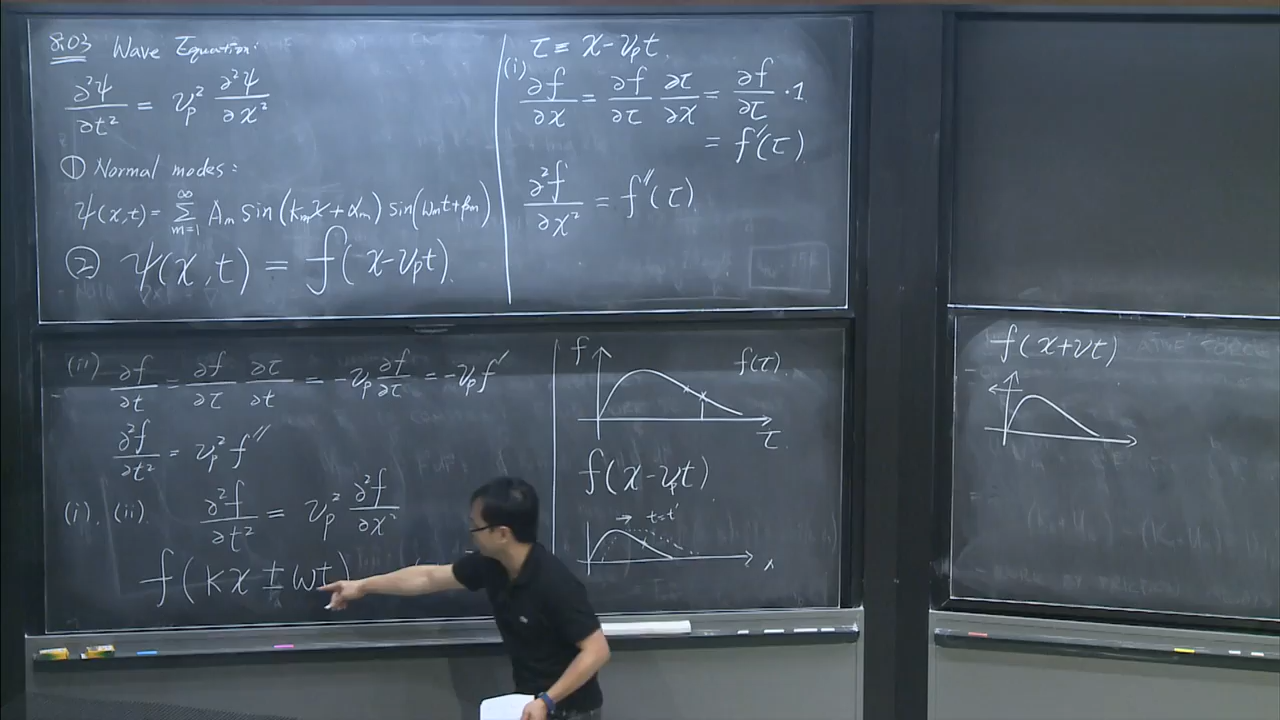 8.03 Wave Equation:
∂²ψ/∂t² = v_p² ∂²ψ/∂x²
① Normal modes:
ψ(x,t) = Σ_{m=1}^{∞} A_m sin(k_m x + α_m) sin(ω_m t + β_m)
② ψ(x,t) = f(x-v_p t)
τ ≡ x-v_p t
(i) ∂f/∂x = ∂f/∂τ ∂τ/∂x = ∂f/∂τ · 1
= f′(τ)
∂²f/∂x² = f″(τ)
(ii) ∂f/∂t = ∂f/∂τ ∂τ/∂t = -v_p ∂f/∂τ = -v_p f′
∂²f/∂t² = v_p² f″
(i), (ii) ∂²f/∂t² = v_p² ∂²f/∂x²
f(kx ± ωt)
f
f(τ)
τ
f(x-v_p t)
→ t=t′
x
f(x+vt)